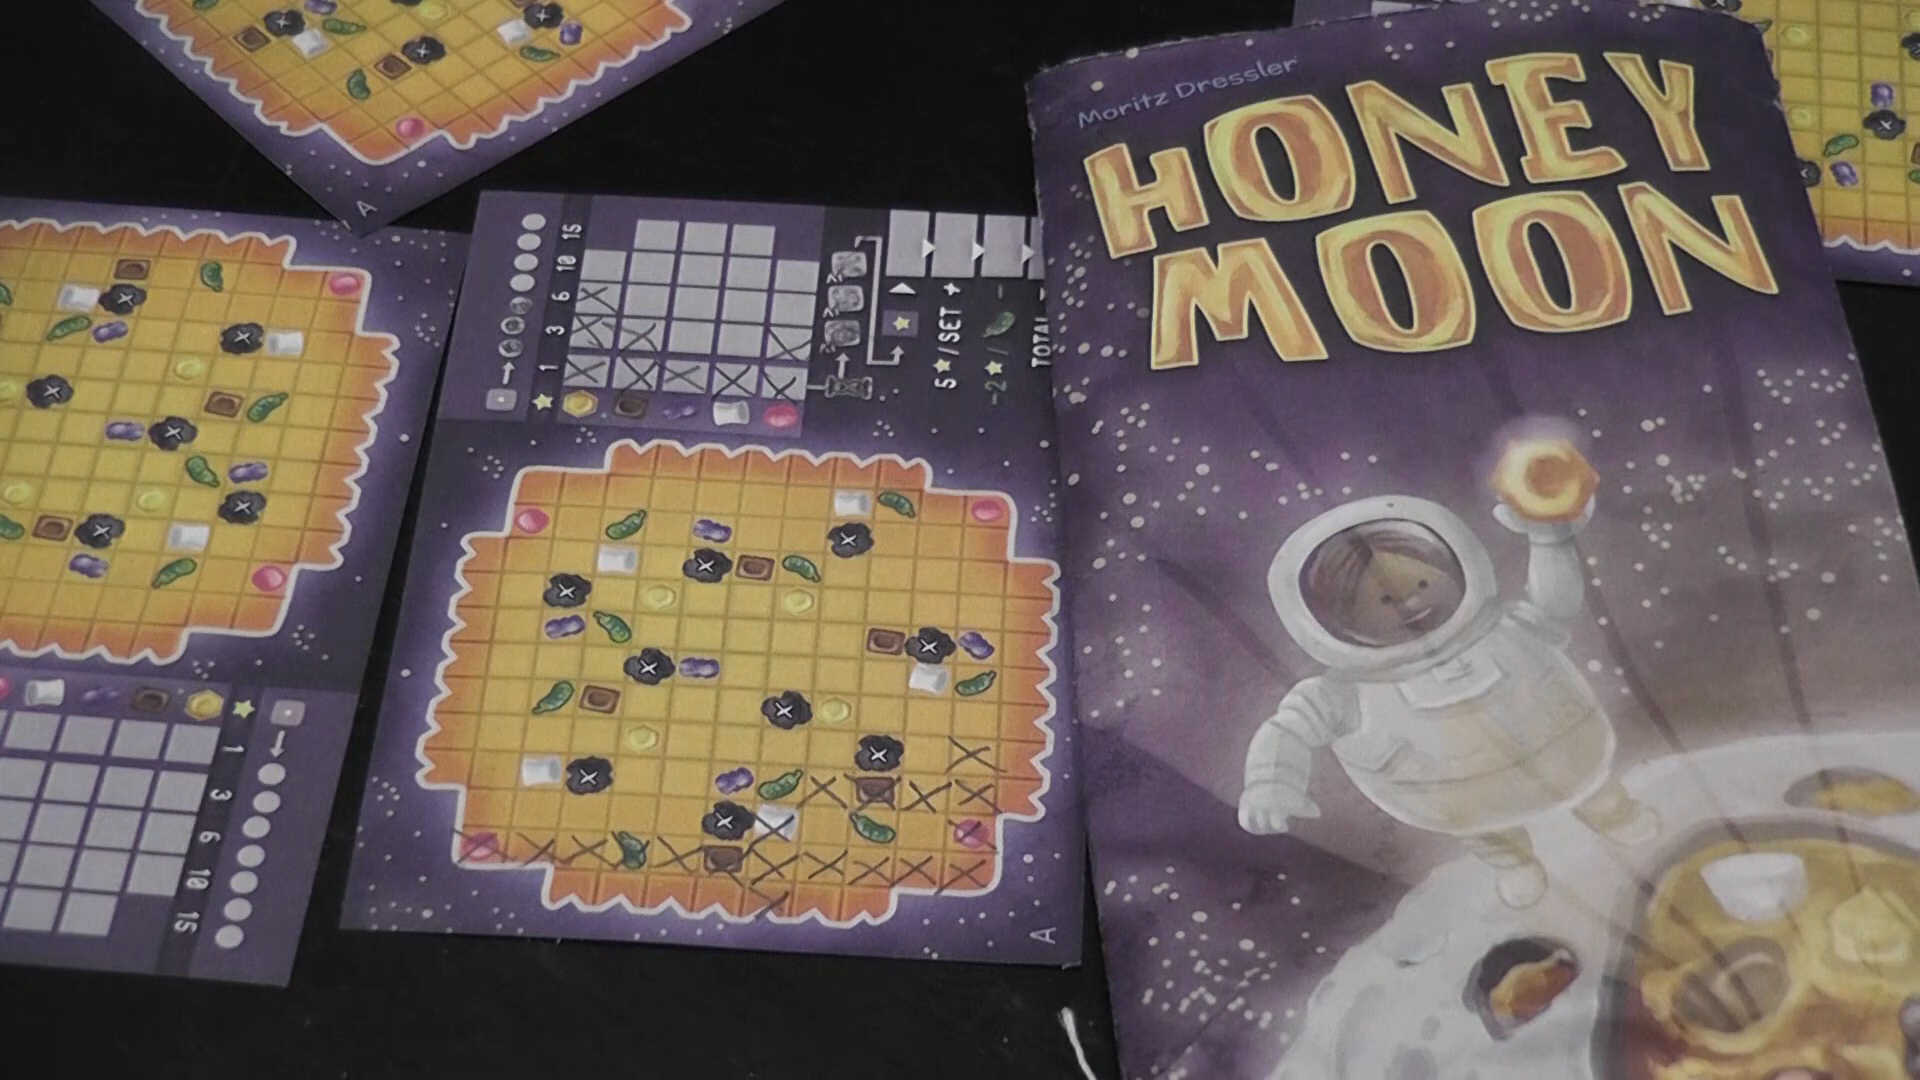 Moritz Dressler
HONEY
MOON
15
10
6
3
1
5 /SET +
-2 / -
TOTAL
A
A
1
3
6
10
15